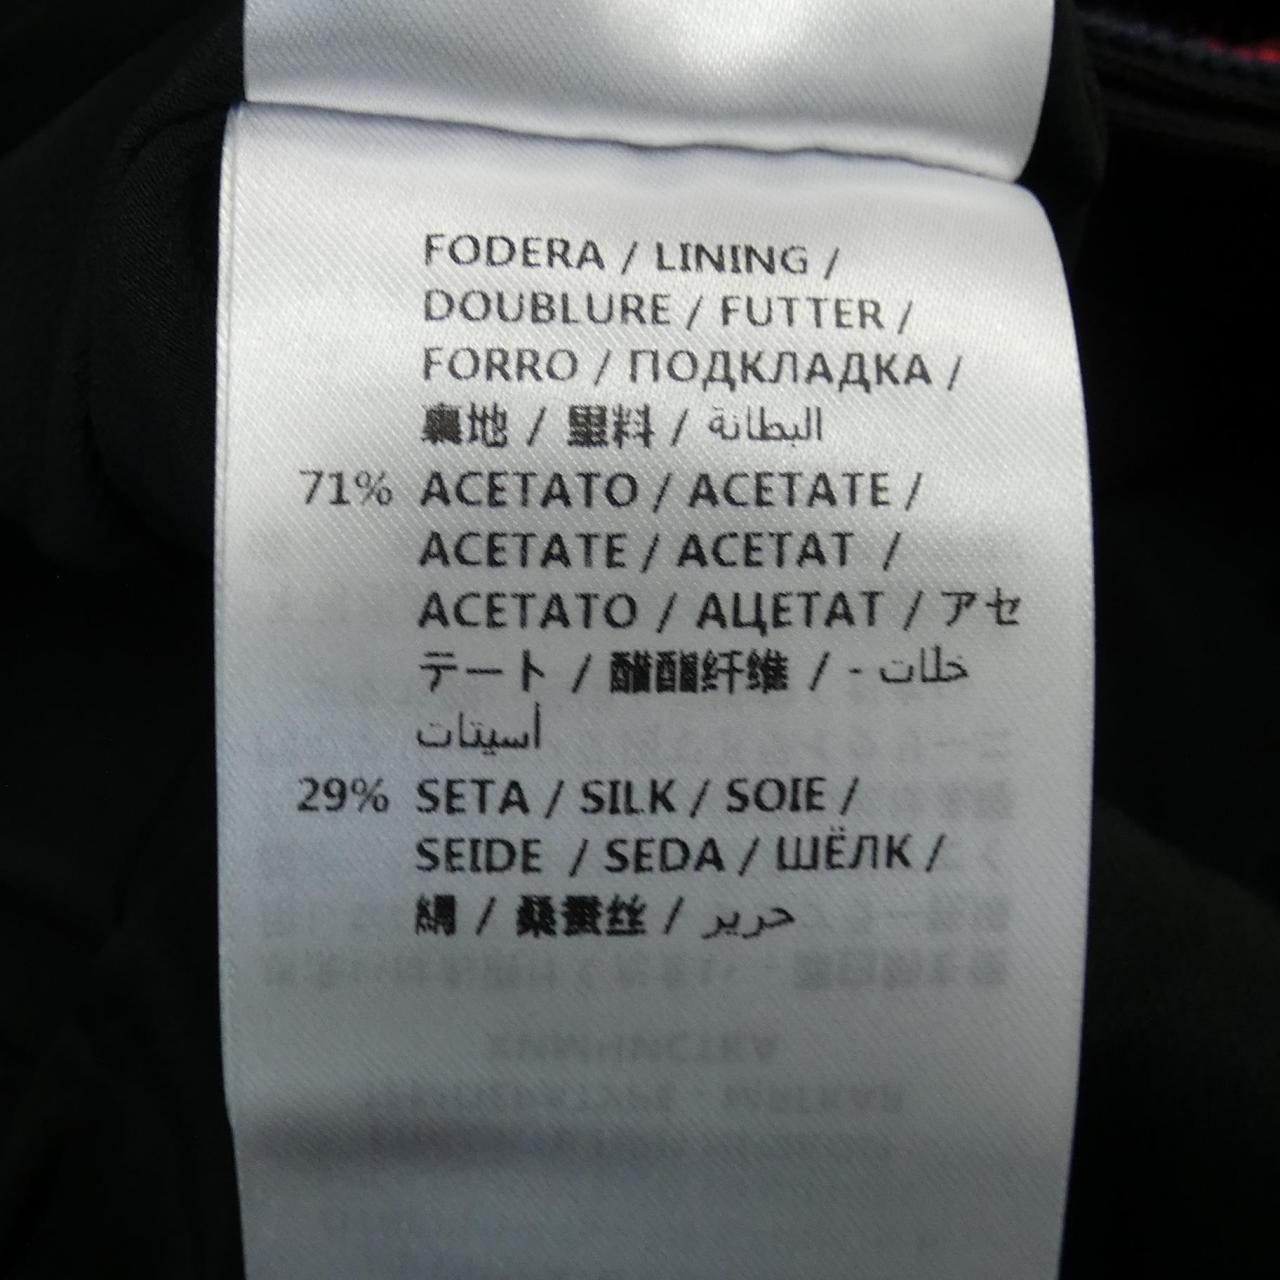 FODERA / LINING /
DOUBLURE / FUTTER /
FORRO / ПОДКЛАДКА /
裏地 / 里料 / البطانة
71% ACETATO / ACETATE /
ACETATE / ACETAT /
ACETATO / АЦЕТАТ / アセ
テート / 醋酯纤维 / - خلات
أسيتات
29% SETA / SILK / SOIE /
SEIDE / SEDA / ШЁЛК /
絹 / 桑蚕丝 / حرير